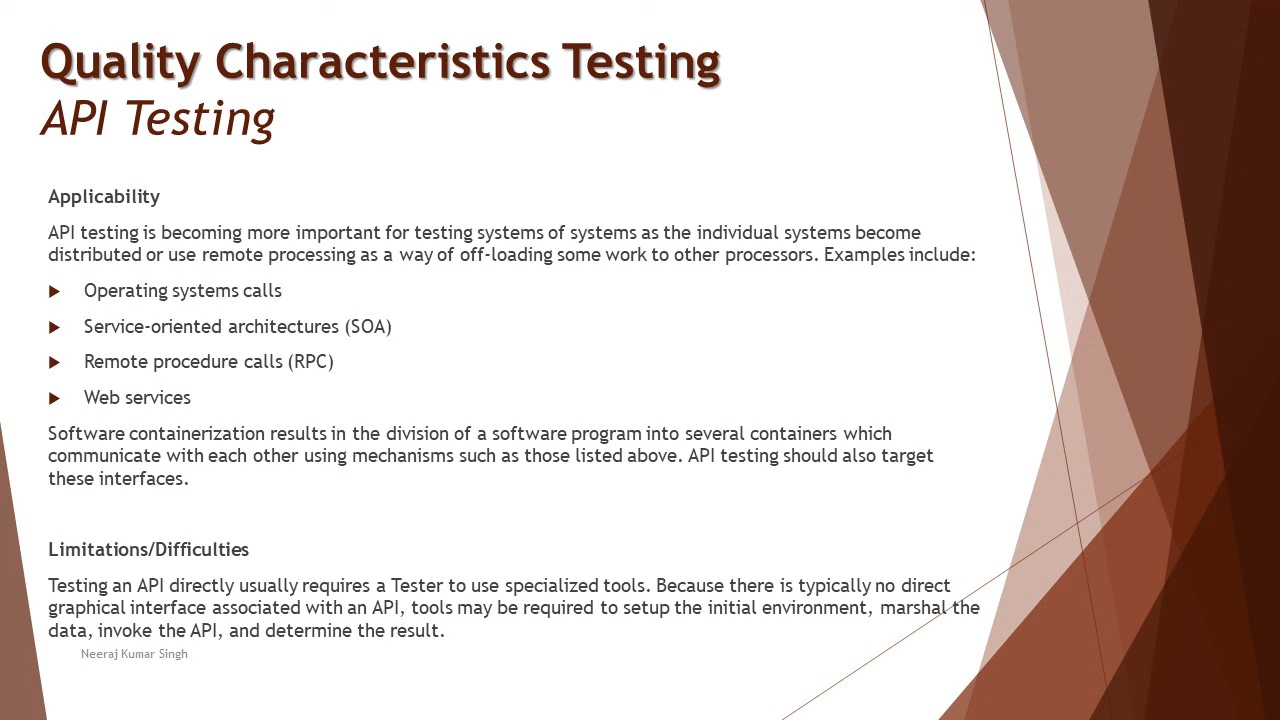 Quality Characteristics Testing
API Testing
Applicability
API testing is becoming more important for testing systems of systems as the individual systems become
distributed or use remote processing as a way of off-loading some work to other processors. Examples include:
Operating systems calls
Service-oriented architectures (SOA)
Remote procedure calls (RPC)
Web services
Software containerization results in the division of a software program into several containers which
communicate with each other using mechanisms such as those listed above. API testing should also target
these interfaces.
Limitations/Difficulties
Testing an API directly usually requires a Tester to use specialized tools. Because there is typically no direct
graphical interface associated with an API, tools may be required to setup the initial environment, marshal the
data, invoke the API, and determine the result.
Neeraj Kumar Singh